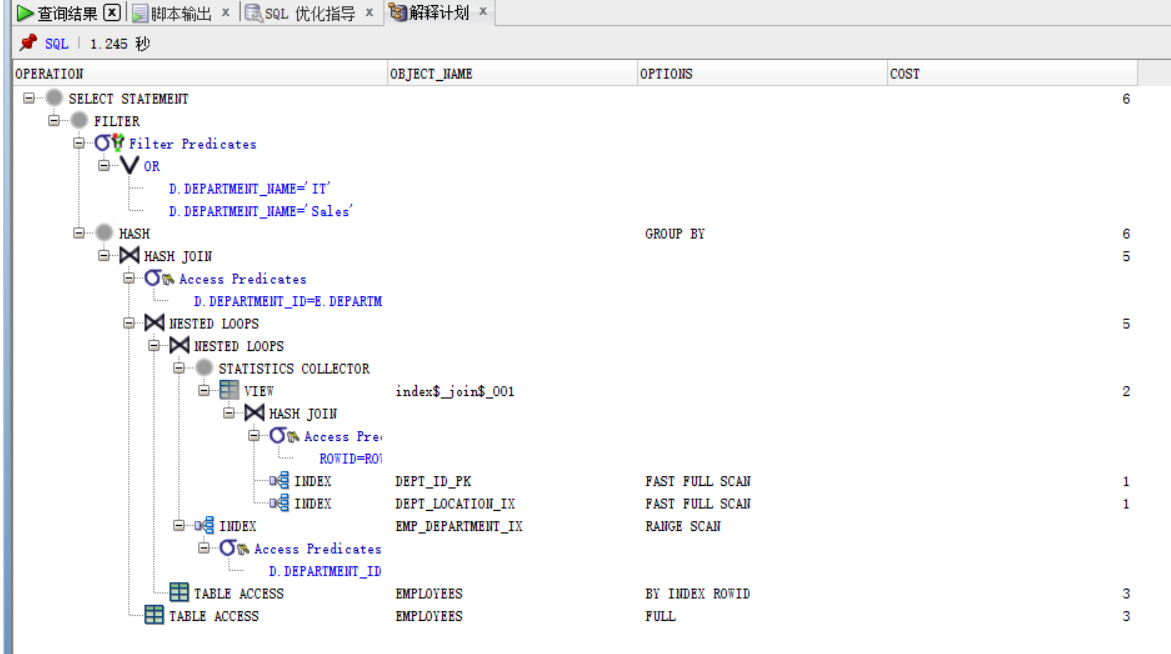 查询结果 x 脚本输出 x SQL 优化指导 x 解释计划 x
SQL | 1.245 秒
OPERATION OBJECT_NAME OPTIONS COST
SELECT STATEMENT 6
FILTER
Filter Predicates
OR
D.DEPARTMENT_NAME='IT'
D.DEPARTMENT_NAME='Sales'
HASH GROUP BY 6
HASH JOIN 5
Access Predicates
D.DEPARTMENT_ID=E.DEPARTM
NESTED LOOPS 5
NESTED LOOPS
STATISTICS COLLECTOR
VIEW index$_join$_001 2
HASH JOIN
Access Pre
ROWID=RO
INDEX DEPT_ID_PK FAST FULL SCAN 1
INDEX DEPT_LOCATION_IX FAST FULL SCAN 1
INDEX EMP_DEPARTMENT_IX RANGE SCAN
Access Predicates
D.DEPARTMENT_ID
TABLE ACCESS EMPLOYEES BY INDEX ROWID 3
TABLE ACCESS EMPLOYEES FULL 3